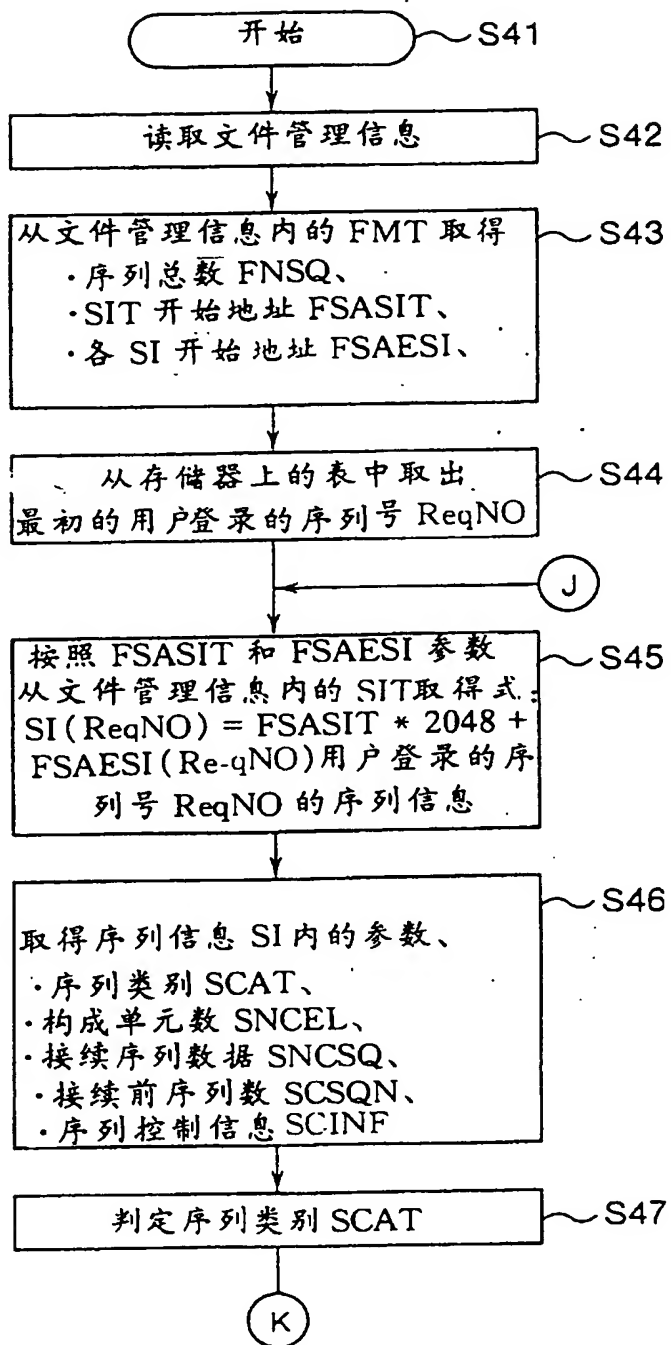 开始
S41
读取文件管理信息
S42
从文件管理信息内的 FMT 取得
·序列总数 FNSQ、
·SIT 开始地址 FSASIT、
·各 SI 开始地址 FSAESI、
S43
从存储器上的表中取出
最初的用户登录的序列号 ReqNO
S44
J
按照 FSASIT 和 FSAESI 参数
从文件管理信息内的 SIT取得式:
SI(ReqNO) = FSASIT * 2048 +
FSAESI(Re-qNO)用户登录的序
列号 ReqNO 的序列信息
S45
取得序列信息 SI内的参数、
·序列类别 SCAT、
·构成单元数 SNCEL、
·接续序列数据 SNCSQ、
·接续前序列数 SCSQN、
·序列控制信息 SCINF
S46
判定序列类别 SCAT
S47
K